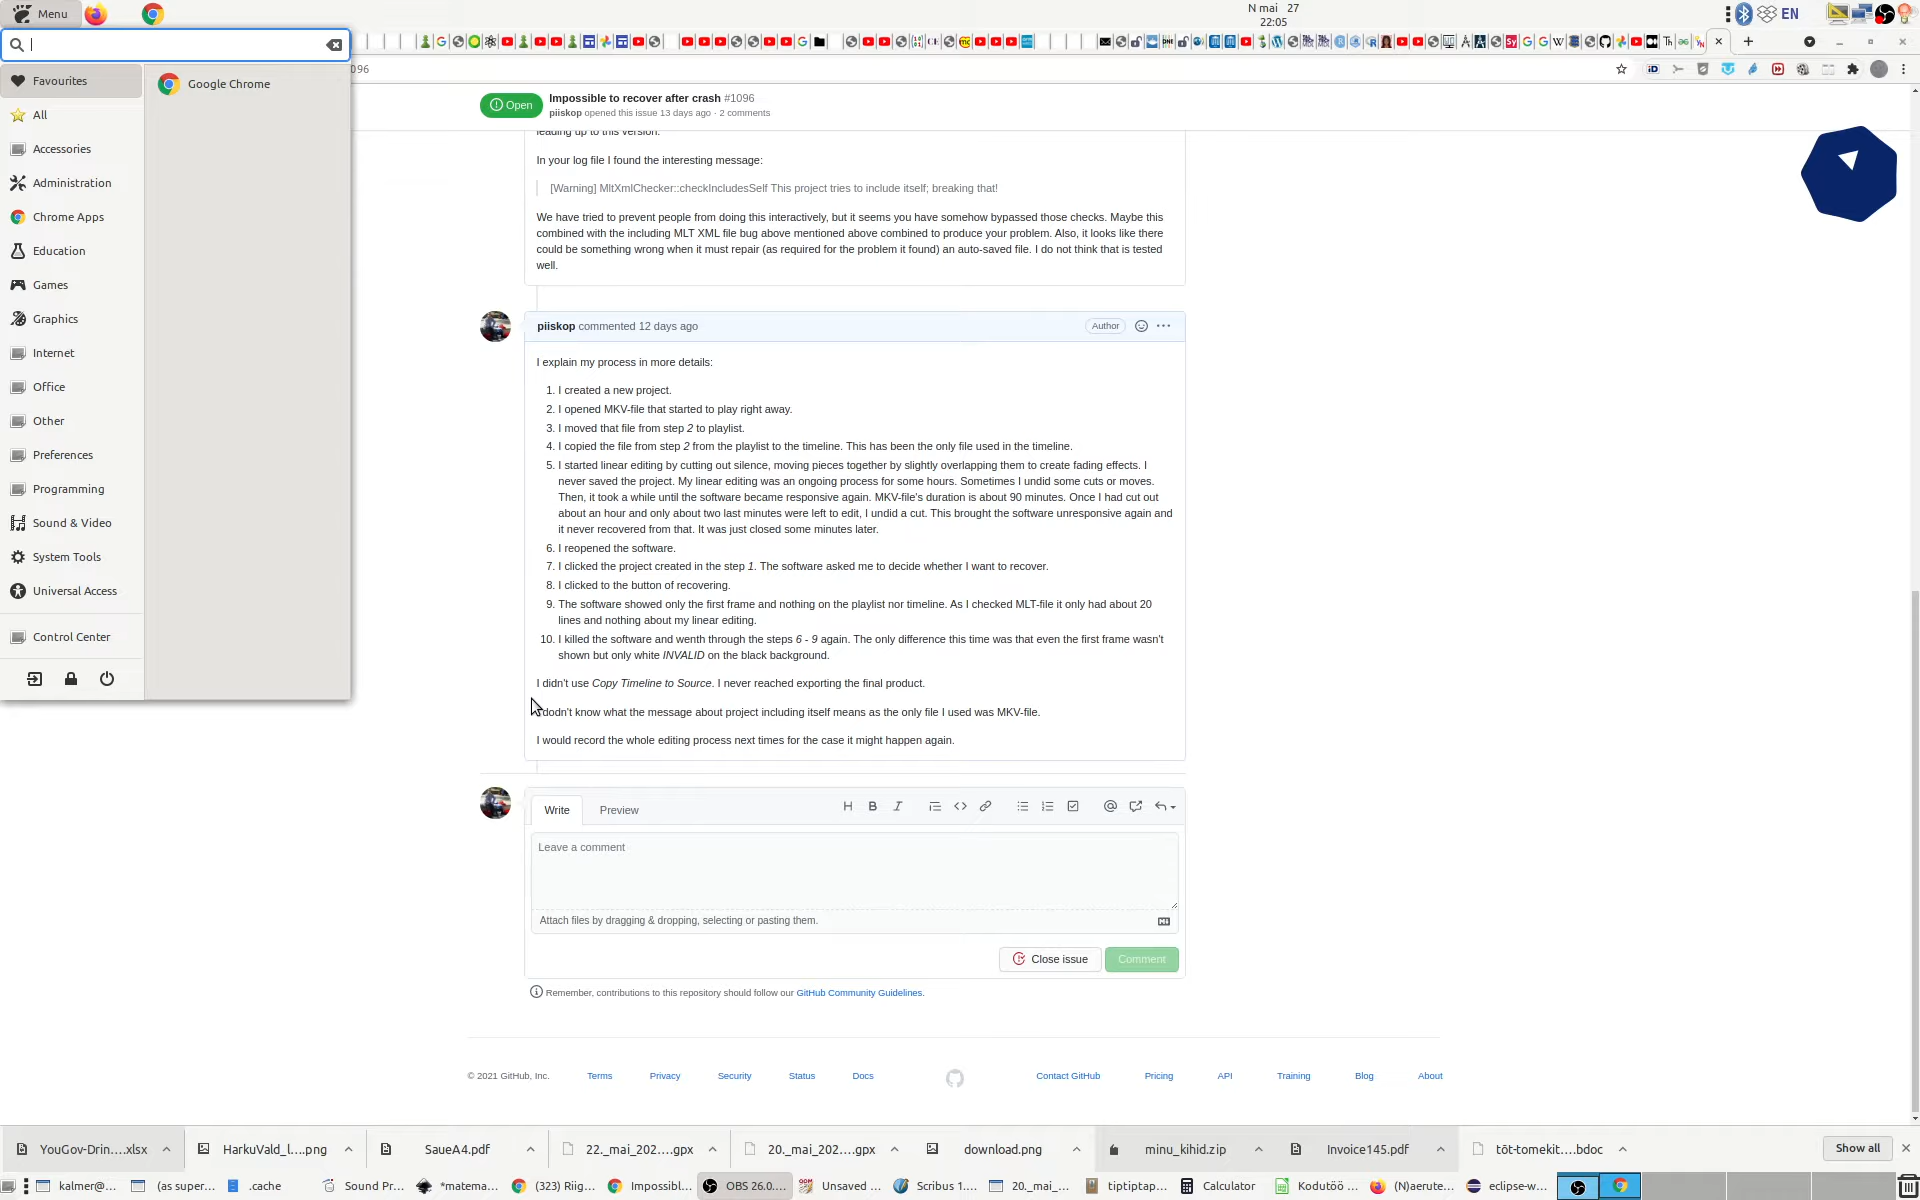 Menu
N mai 27
22:05
EN
096
Favourites
Google Chrome
All
Accessories
Administration
Chrome Apps
Education
Games
Graphics
Internet
Office
Other
Preferences
Programming
Sound & Video
System Tools
Universal Access
Control Center
Open
Impossible to recover after crash #1096
piiskop opened this issue 13 days ago · 2 comments
leading up to this version.
In your log file I found the interesting message:
[Warning] MltXmlChecker::checkIncludesSelf This project tries to include itself; breaking that!
We have tried to prevent people from doing this interactively, but it seems you have somehow bypassed those checks. Maybe this
combined with the including MLT XML file bug above mentioned above combined to produce your problem. Also, it looks like there
could be something wrong when it must repair (as required for the problem it found) an auto-saved file. I do not think that is tested
well.
piiskop commented 12 days ago
Author
I explain my process in more details:
1. I created a new project.
2. I opened MKV-file that started to play right away.
3. I moved that file from step 2 to playlist.
4. I copied the file from step 2 from the playlist to the timeline. This has been the only file used in the timeline.
5. I started linear editing by cutting out silence, moving pieces together by slightly overlapping them to create fading effects. I
never saved the project. My linear editing was an ongoing process for some hours. Sometimes I undid some cuts or moves.
Then, it took a while until the software became responsive again. MKV-file's duration is about 90 minutes. Once I had cut out
about an hour and only about two last minutes were left to edit, I undid a cut. This brought the software unresponsive again and
it never recovered from that. It was just closed some minutes later.
6. I reopened the software.
7. I clicked the project created in the step 1. The software asked me to decide whether I want to recover.
8. I clicked to the button of recovering.
9. The software showed only the first frame and nothing on the playlist nor timeline. As I checked MLT-file it only had about 20
lines and nothing about my linear editing.
10. I killed the software and wenth through the steps 6 - 9 again. The only difference this time was that even the first frame wasn't
shown but only white INVALID on the black background.
I didn't use Copy Timeline to Source. I never reached exporting the final product.
dodn't know what the message about project including itself means as the only file I used was MKV-file.
I would record the whole editing process next times for the case it might happen again.
Write
Preview
Leave a comment
Attach files by dragging & dropping, selecting or pasting them.
Close issue
Comment
Remember, contributions to this repository should follow our GitHub Community Guidelines.
© 2021 GitHub, Inc.
Terms
Privacy
Security
Status
Docs
Contact GitHub
Pricing
API
Training
Blog
About
YouGov-Drin....xlsx
HarkuVald_l....png
SaueA4.pdf
22._mai_202....gpx
20._mai_202....gpx
download.png
minu_kihid.zip
Invoice145.pdf
tõt-tomekit....bdoc
Show all
kalmer@...
(as super...
.cache
Sound Pr...
*matema...
(323) Riig...
Impossibl...
OBS 26.0....
Unsaved ...
Scribus 1....
20._mai_...
tiptiptap...
Calculator
Kodutöö ...
(N)aerute...
eclipse-w...